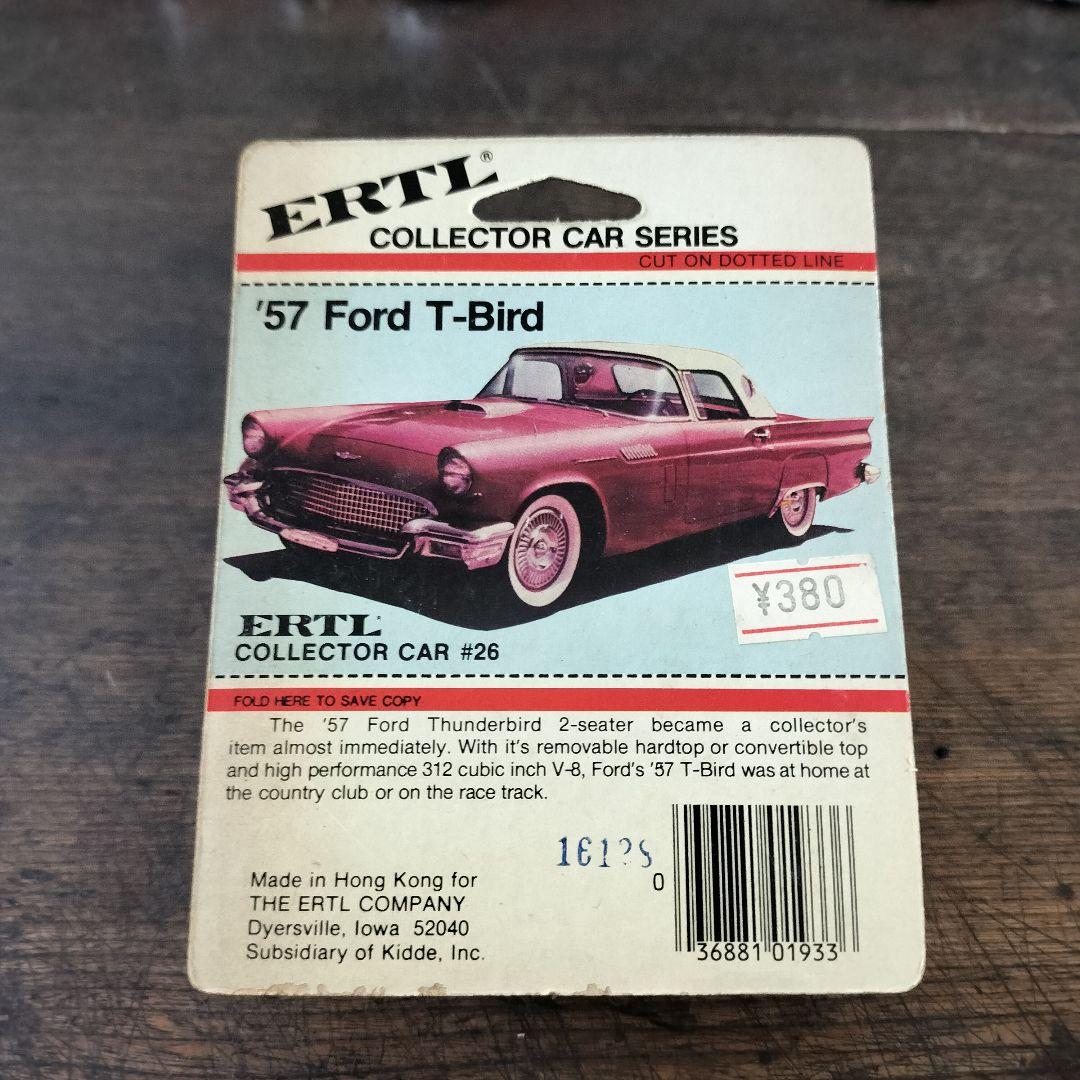 ERTL®
COLLECTOR CAR SERIES
CUT ON DOTTED LINE
'57 Ford T-Bird
¥380
ERTL
COLLECTOR CAR #26
FOLD HERE TO SAVE COPY
The '57 Ford Thunderbird 2-seater became a collector's
item almost immediately. With it's removable hardtop or convertible top
and high performance 312 cubic inch V-8, Ford's '57 T-Bird was at home at
the country club or on the race track.
0
36881 01933
Made in Hong Kong for
THE ERTL COMPANY
Dyersville, Iowa 52040
Subsidiary of Kidde, Inc.